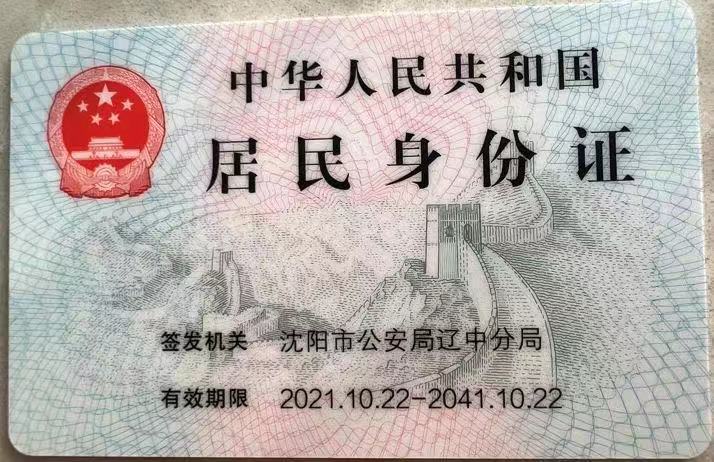 中华人民共和国
居民身份证
签发机关 沈阳市公安局辽中分局
有效期限 2021.10.22-2041.10.22